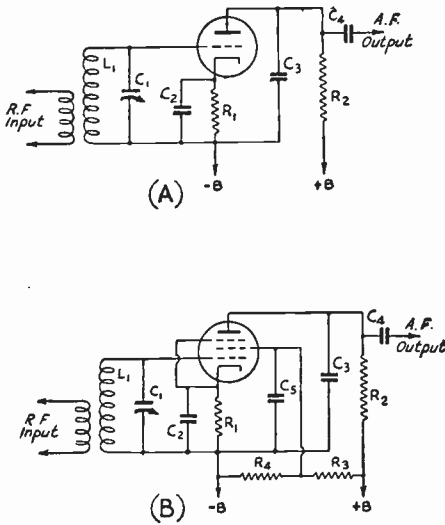 C4
A.F.
Output
L1
C1
C2
R1
C3
R2
R.F.
Input
-B
+B
(A)
C4
A.F.
Output
L1
C1
C2
R1
C5
C3
R2
RF
Input
R4
R3
-B
+B
(B)